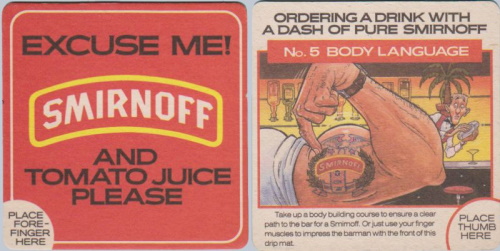 EXCUSE ME!
SMIRNOFF
AND
TOMATO JUICE
PLEASE
PLACE
FORE-
FINGER
HERE
ORDERING A DRINK WITH
A DASH OF PURE SMIRNOFF
No. 5 BODY LANGUAGE
SMIRNOFF
Take up a body building course to ensure a clear
path to the bar for a Smirnoff. Or just use your finger
muscles to impress the barman with the front of this
drip mat.
PLACE
THUMB
HERE